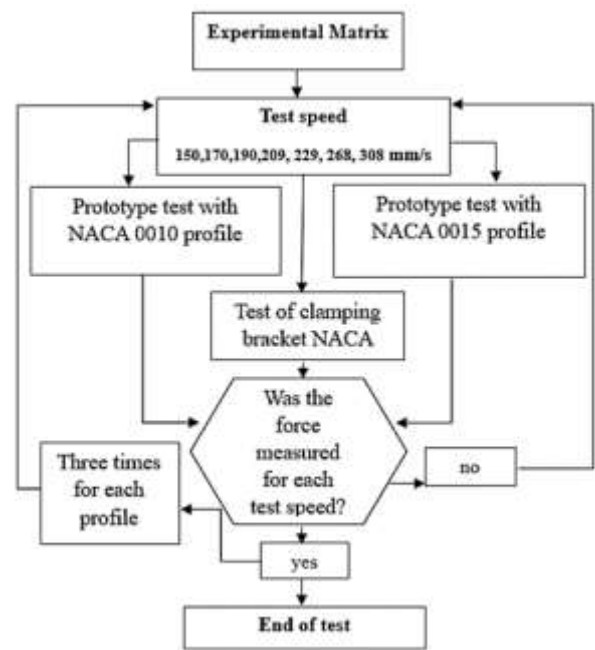 Experimental Matrix
Test speed
150,170,190,209, 229, 268, 308 mm/s
Prototype test with
NACA 0010 profile
Prototype test with
NACA 0015 profile
Test of clamping
bracket NACA
Was the
force
measured
for each
test speed?
Three times
for each
profile
no
yes
End of test